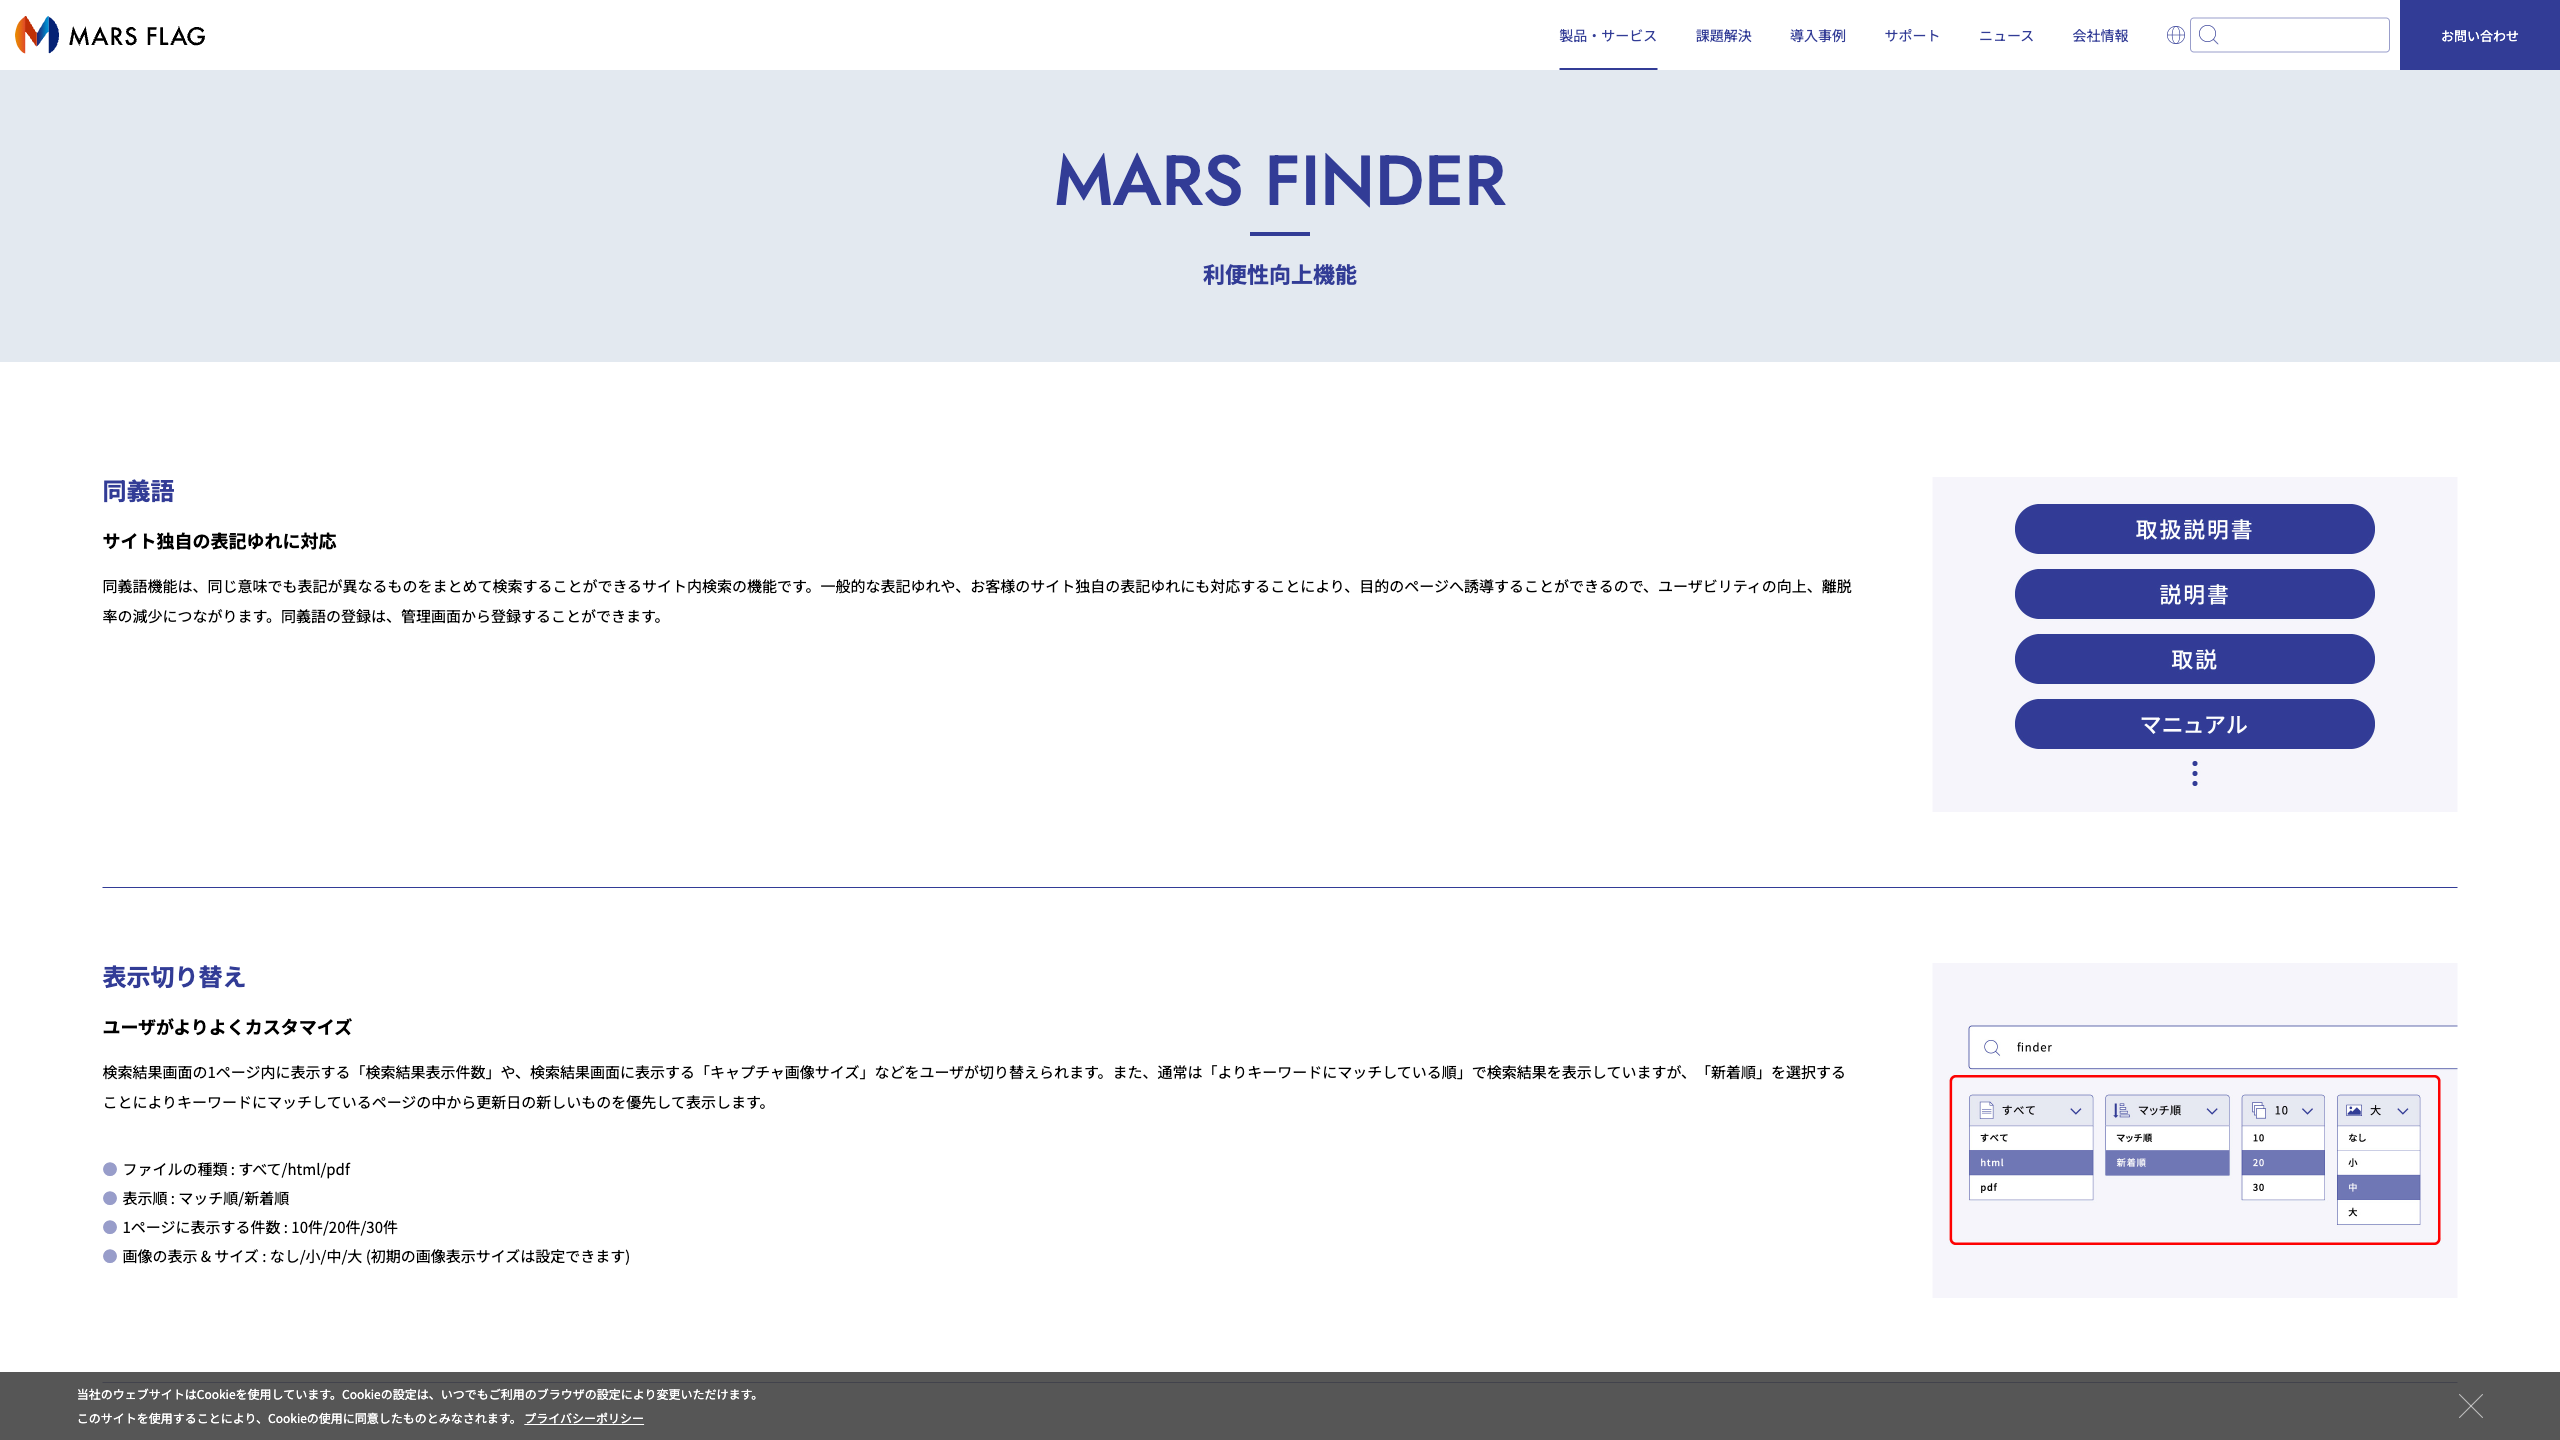 MARS FLAG
製品・サービス
課題解決
導入事例
サポート
ニュース
会社情報
お問い合わせ
MARS FINDER
利便性向上機能
同義語
サイト独自の表記ゆれに対応
同義語機能は、同じ意味でも表記が異なるものをまとめて検索することができるサイト内検索の機能です。一般的な表記ゆれや、お客様のサイト独自の表記ゆれにも対応することにより、目的のページへ誘導することができるので、ユーザビリティの向上、離脱
率の減少につながります。同義語の登録は、管理画面から登録することができます。
取扱説明書
説明書
取説
マニュアル
表示切り替え
ユーザがよりよくカスタマイズ
検索結果画面の1ページ内に表示する「検索結果表示件数」や、検索結果画面に表示する「キャプチャ画像サイズ」などをユーザが切り替えられます。また、通常は「よりキーワードにマッチしている順」で検索結果を表示していますが、「新着順」を選択する
ことによりキーワードにマッチしているページの中から更新日の新しいものを優先して表示します。
ファイルの種類 : すべて/html/pdf
表示順 : マッチ順/新着順
1ページに表示する件数 : 10件/20件/30件
画像の表示 & サイズ : なし/小/中/大 (初期の画像表示サイズは設定できます)
finder
すべて
すべて
html
pdf
マッチ順
マッチ順
新着順
10
10
20
30
大
なし
小
中
大
当社のウェブサイトはCookieを使用しています。Cookieの設定は、いつでもご利用のブラウザの設定により変更いただけます。
このサイトを使用することにより、Cookieの使用に同意したものとみなされます。 プライバシーポリシー